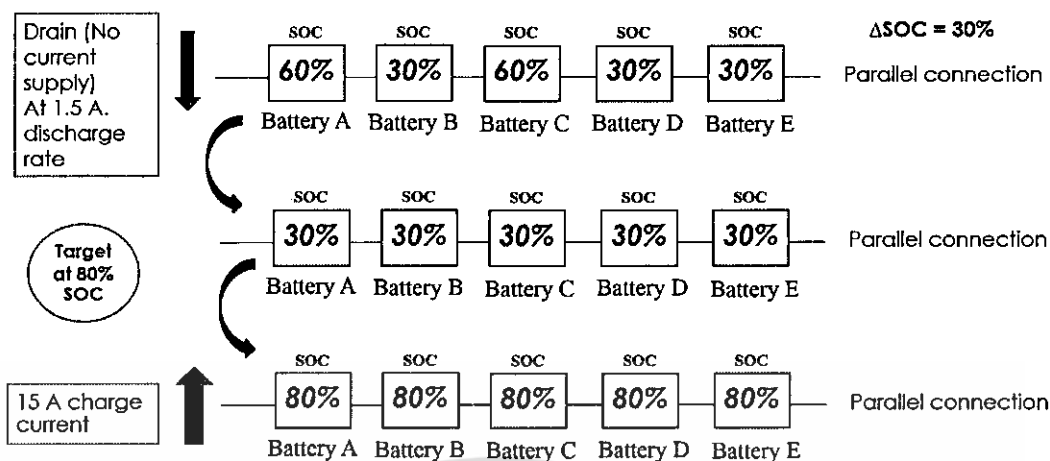 Drain (No
current
supply)
At 1.5 A.
discharge
rate
SOC SOC SOC SOC SOC
60% 30% 60% 30% 30%
Battery A Battery B Battery C Battery D Battery E
ΔSOC = 30%
Parallel connection
SOC SOC SOC SOC SOC
30% 30% 30% 30% 30%
Battery A Battery B Battery C Battery D Battery E
Parallel connection
Target
at 80%
SOC
SOC SOC SOC SOC SOC
80% 80% 80% 80% 80%
Battery A Battery B Battery C Battery D Battery E
Parallel connection
15 A charge
current